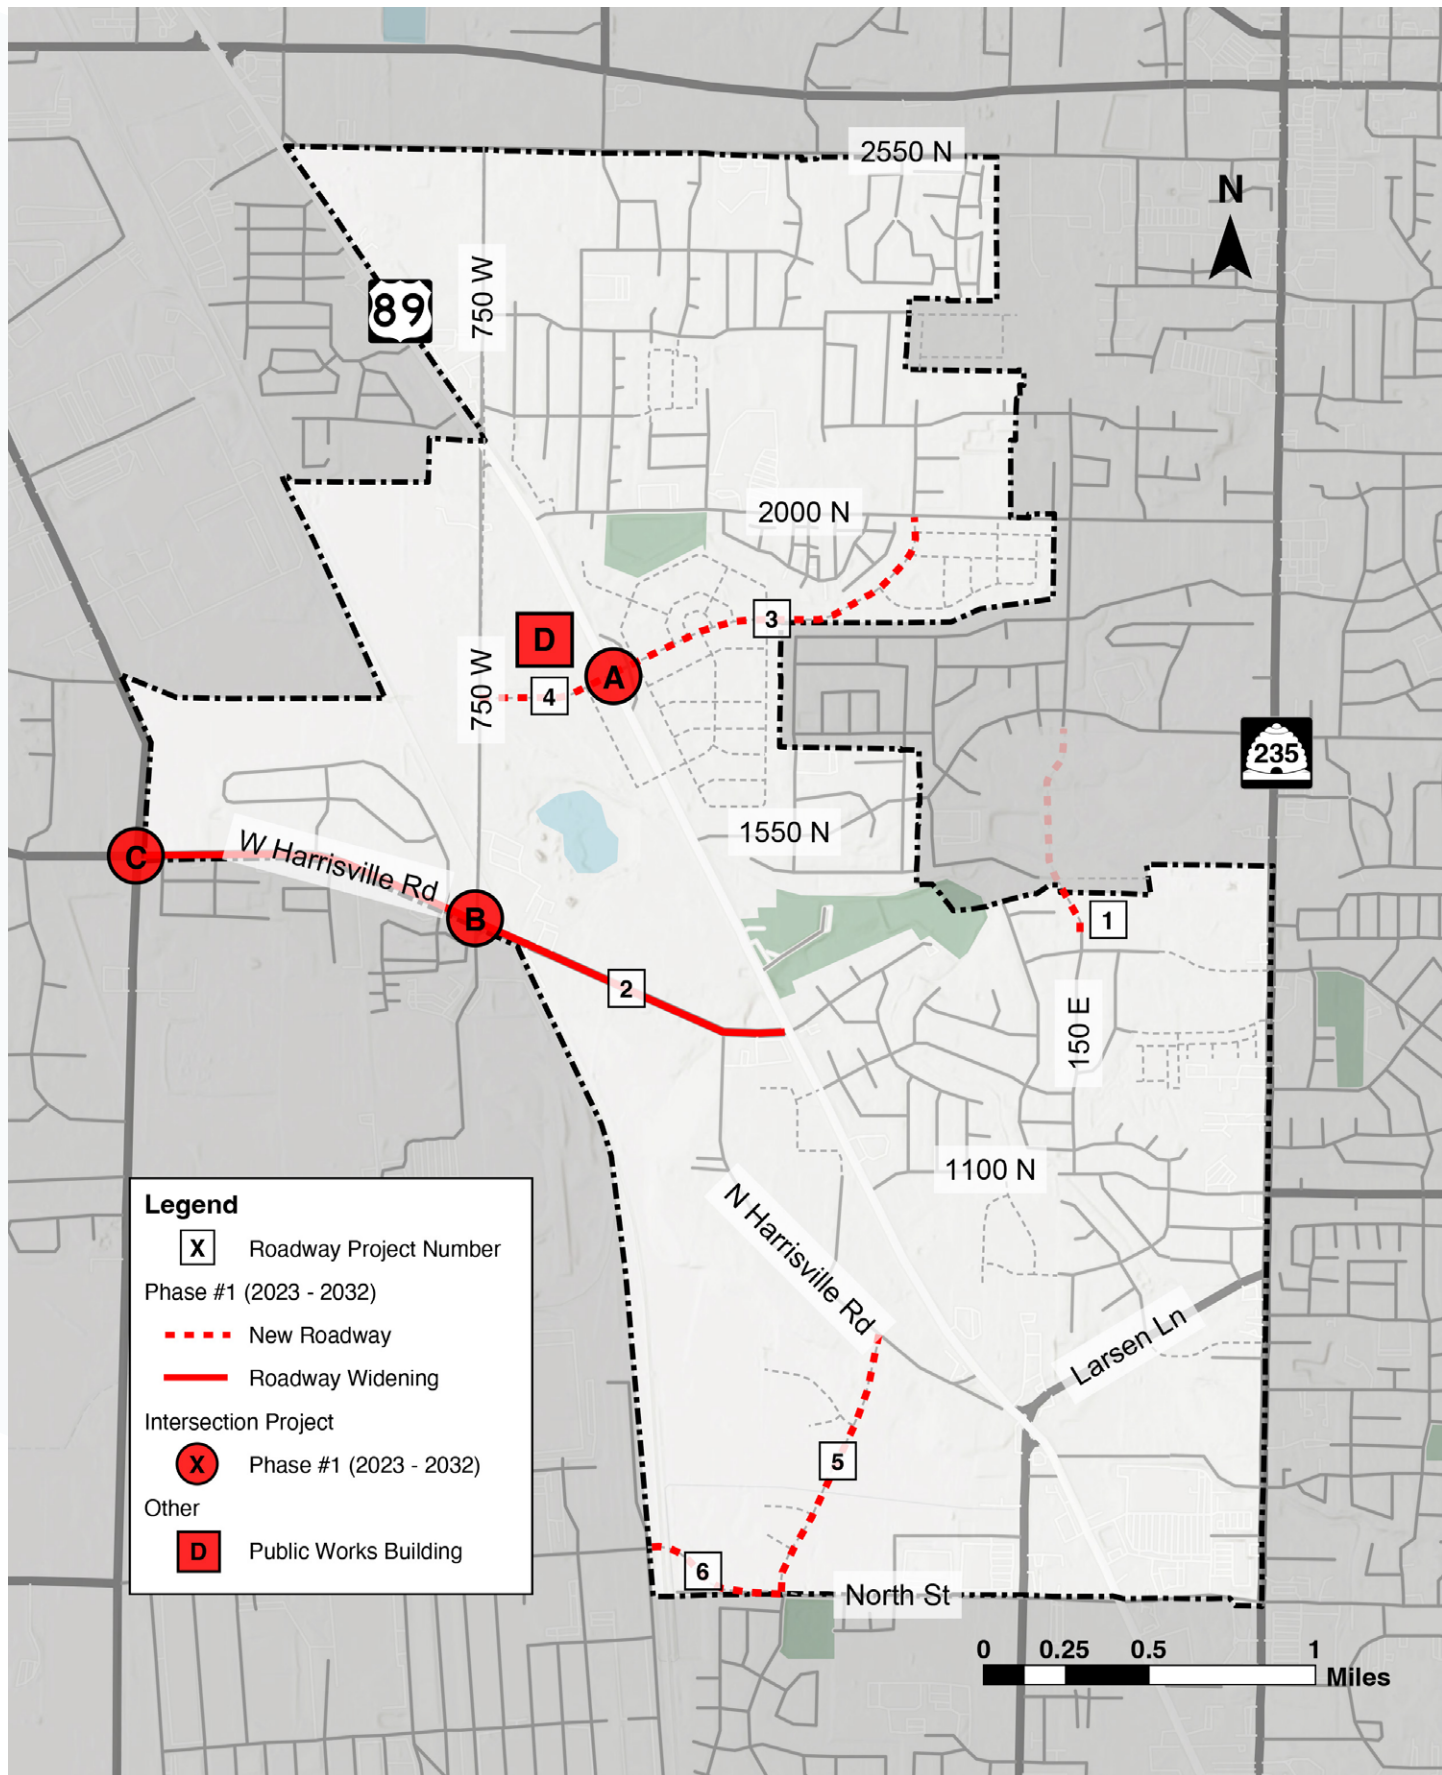 2550 N
N
750 W
89
2000 N
3
D
A
4
750 W
235
1550 N
C
W Harrisville Rd
B
1
2
150 E
1100 N
N Harrisville Rd
Larsen Ln
5
6
North St
Legend
X Roadway Project Number
Phase #1 (2023 - 2032)
New Roadway
Roadway Widening
Intersection Project
X Phase #1 (2023 - 2032)
Other
D Public Works Building
0 0.25 0.5 1
Miles